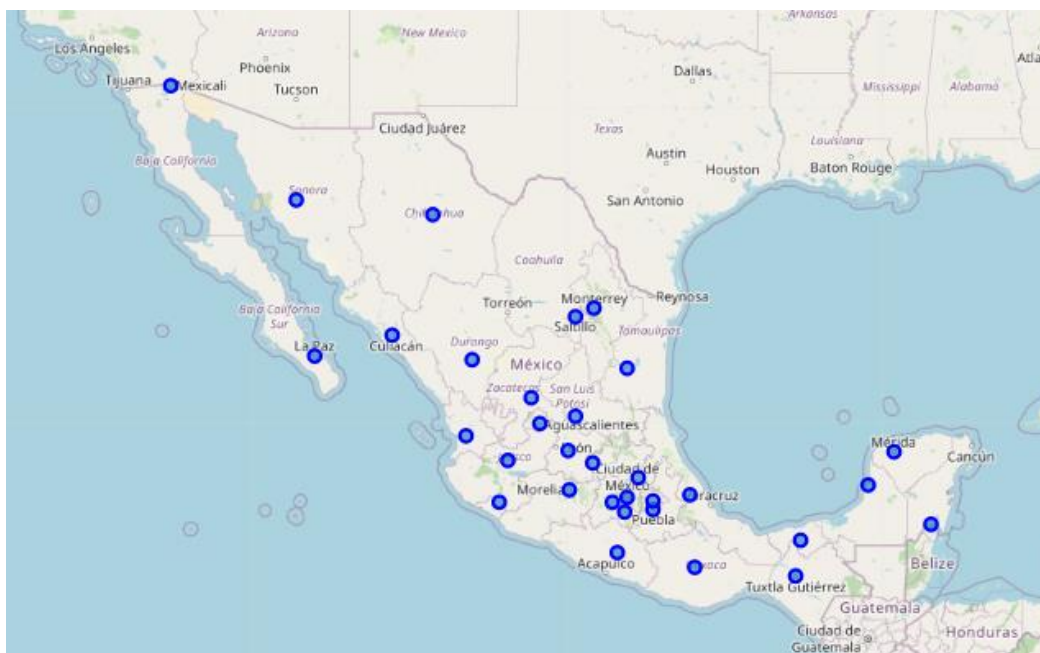 Arkansas
Arizona
New Mexico
Los Angeles
Phoenix
Dallas
Tijuana
Mexicali
Tucson
Mississippi
Alabama
Ciudad Juárez
Texas
Louisiana
Baja California
Austin
Houston
Baton Rouge
Sonora
San Antonio
Coahuila
Monterrey
Reynosa
Torreón
Baja California
Sur
Saltillo
Tamaulipas
La Paz
Culiacán
Durango
México
Zacatecas
San Luis
Potosí
Aguascalientes
Mérida
Cancún
Ciudad de
México
Morelia
Puebla
Acapulco
Belize
Tuxtla Gutiérrez
Guatemala
Ciudad de
Guatemala
Honduras